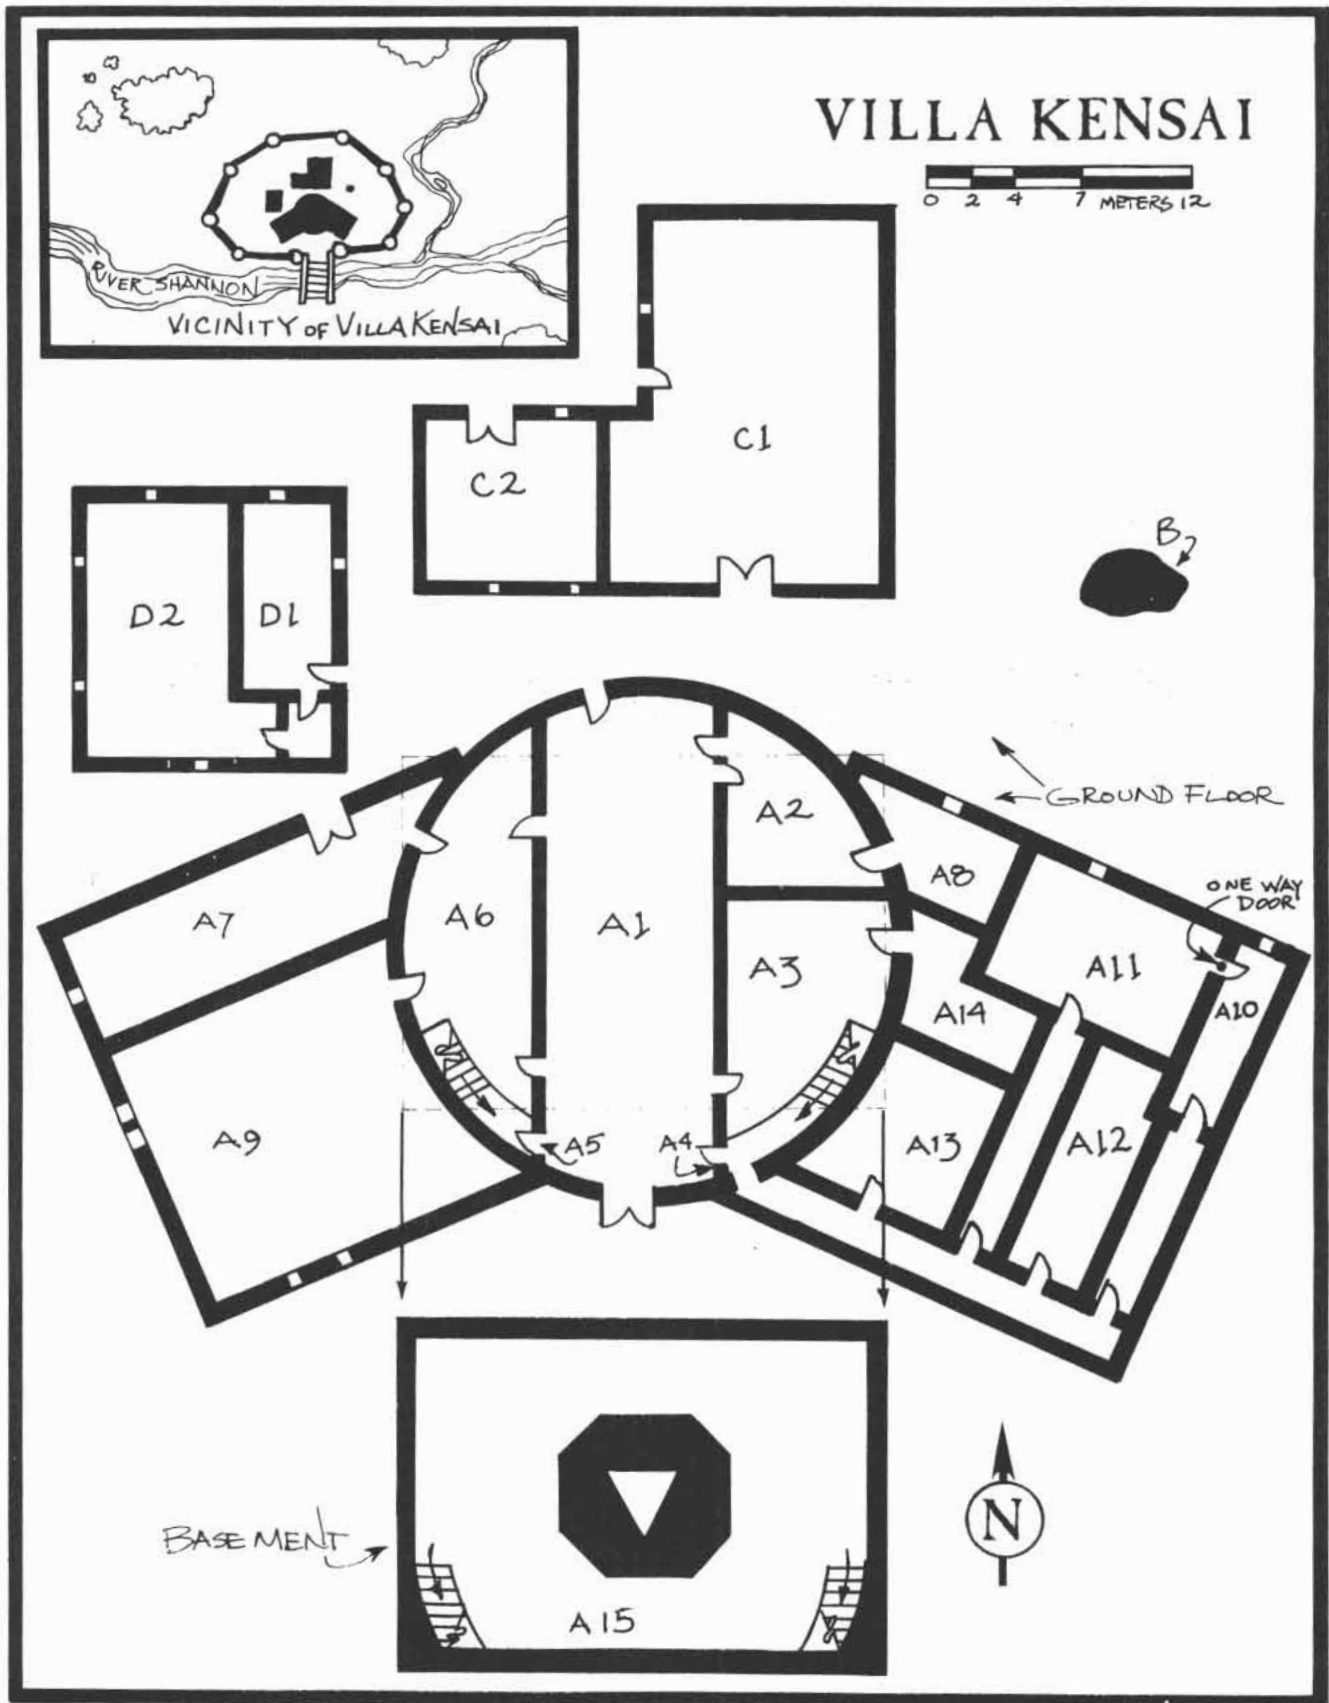 VILLA KENSAI
0 2 4 7 METERS 12
RIVER SHANNON
VICINITY OF VILLA KENSAI
C1
C2
B
D2
D1
GROUND FLOOR
A2
A8
ONE WAY
DOOR
A7
A6
A1
A3
A11
A10
A14
A9
A5
A4
A13
A12
N
BASEMENT
A15